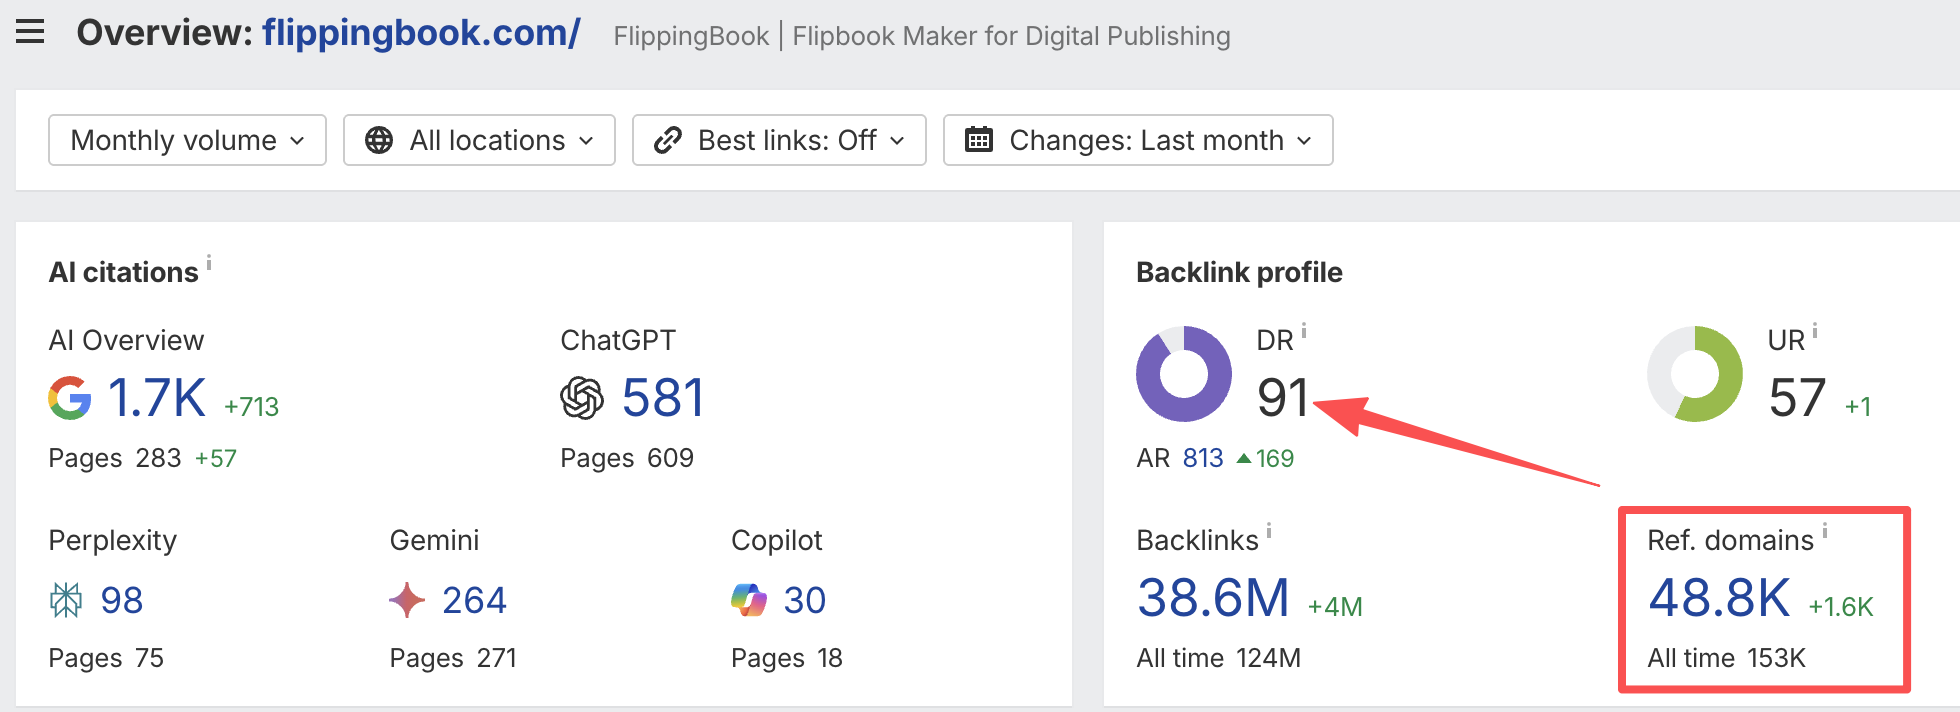 Overview: flippingbook.com/ FlippingBook | Flipbook Maker for Digital Publishing
Monthly volume All locations Best links: Off Changes: Last month
AI citations i
AI Overview
1.7K +713
Pages 283 +57
ChatGPT
581
Pages 609
Perplexity
98
Pages 75
Gemini
264
Pages 271
Copilot
30
Pages 18
Backlink profile
DR i
91
AR 813 ▲169
UR i
57 +1
Backlinks i
38.6M +4M
All time 124M
Ref. domains i
48.8K +1.6K
All time 153K